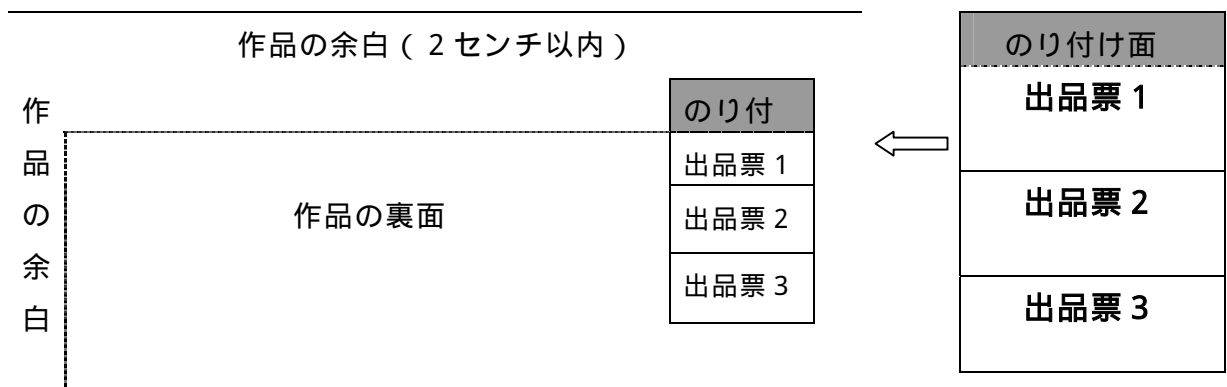 作品の余白(2センチ以内)
作品の余白
のり付
出品票1
出品票2
出品票3
作品の裏面
のり付け面
出品票1
出品票2
出品票3